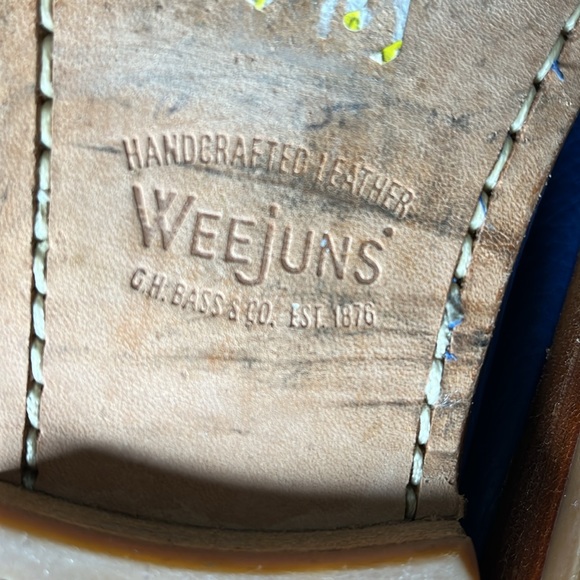 HANDCRAFTED LEATHER
WEEJUNS
G.H. BASS & CO. EST. 1876